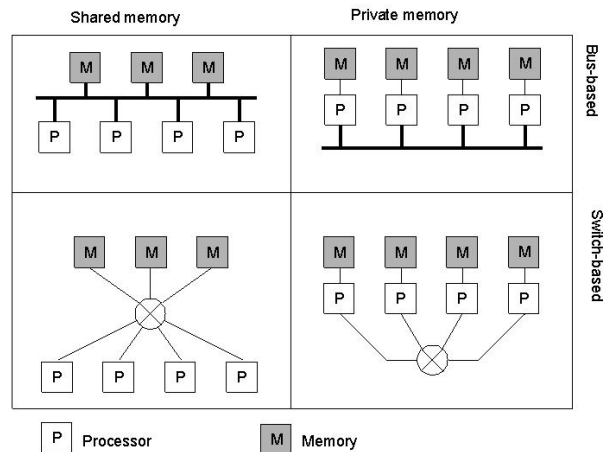 Shared memory Private memory
M M M
P P P P
M M M M
P P P P
Bus-based
M M M
P P P P
M M M M
P P P P
Switch-based
P Processor M Memory